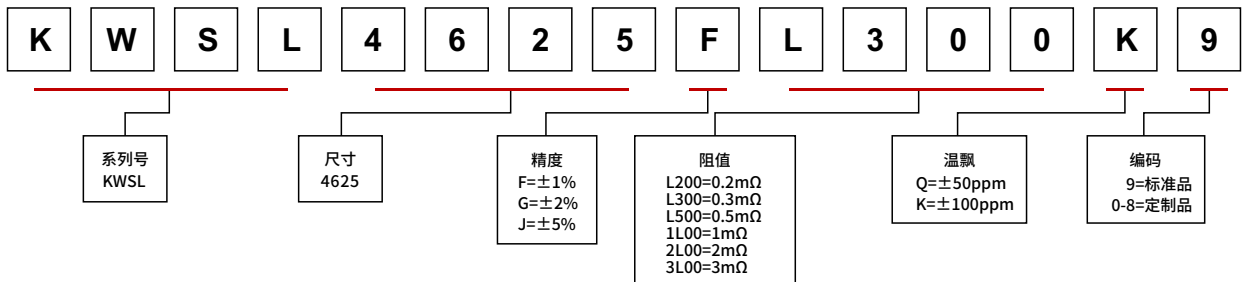 K W S L 4 6 2 5 F L 3 0 0 K 9
系列号
KWSL
尺寸
4625
精度
F=±1%
G=±2%
J=±5%
阻值
L200=0.2mΩ
L300=0.3mΩ
L500=0.5mΩ
1L00=1mΩ
2L00=2mΩ
3L00=3mΩ
温飘
Q=±50ppm
K=±100ppm
编码
9=标准品
0-8=定制品